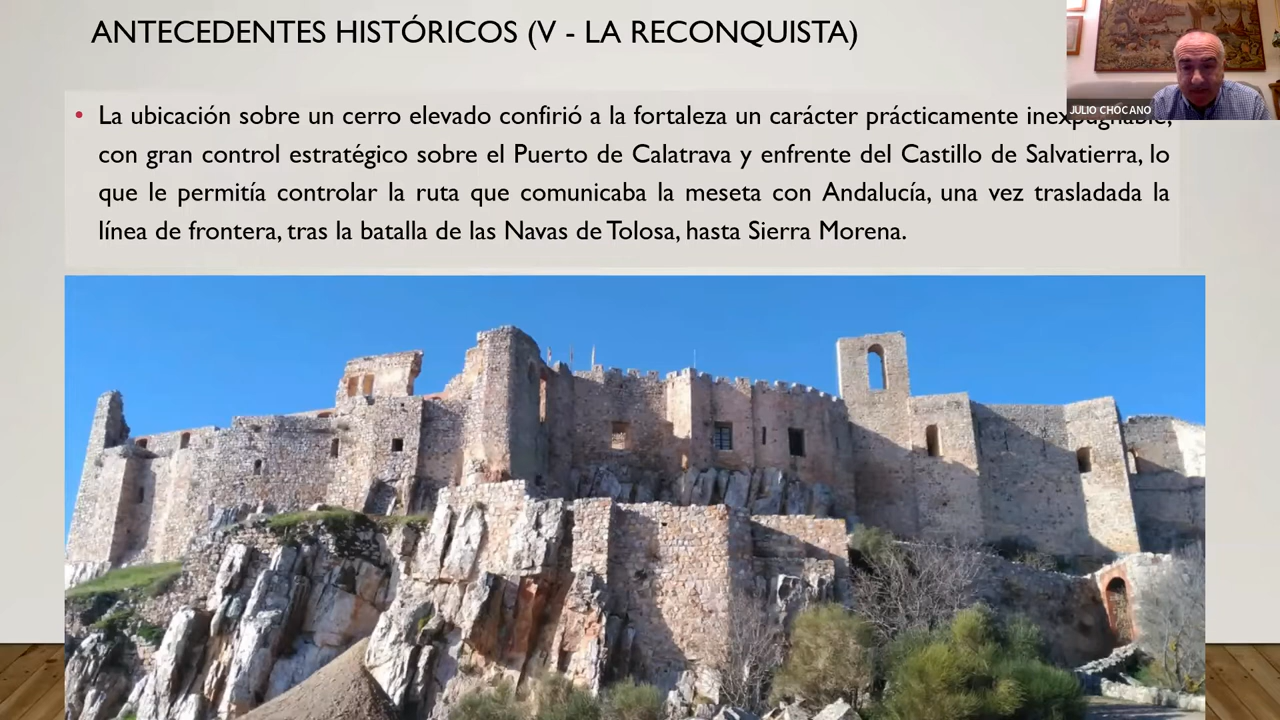 ANTECEDENTES HISTÓRICOS (V - LA RECONQUISTA)
JULIO CHOCANO
• La ubicación sobre un cerro elevado confirió a la fortaleza un carácter prácticamente inexpugnable,
con gran control estratégico sobre el Puerto de Calatrava y enfrente del Castillo de Salvatierra, lo
que le permitía controlar la ruta que comunicaba la meseta con Andalucía, una vez trasladada la
línea de frontera, tras la batalla de las Navas de Tolosa, hasta Sierra Morena.